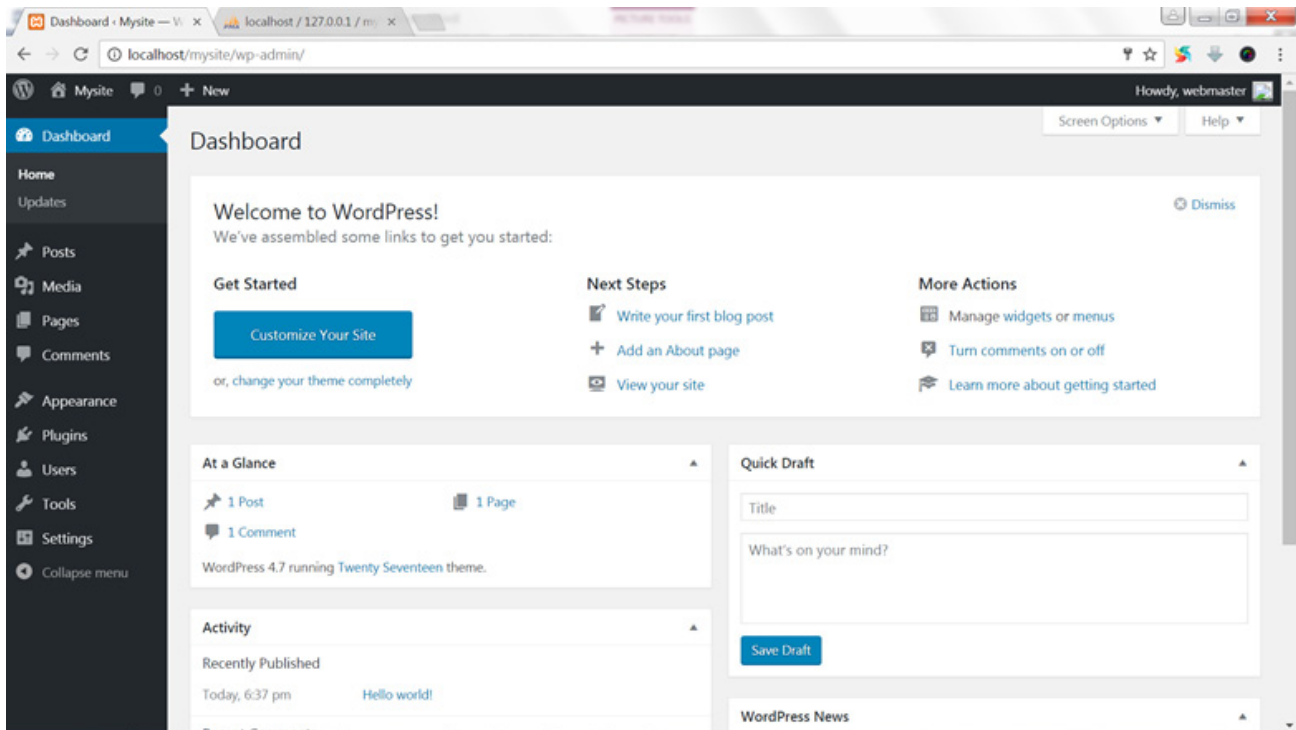 Dashboard ‹ Mysite — W
localhost / 127.0.0.1 / my
PICTURE TOOLS
localhost/mysite/wp-admin/
Mysite 0 + New
Howdy, webmaster
Dashboard
Home
Updates
Posts
Media
Pages
Comments
Appearance
Plugins
Users
Tools
Settings
Collapse menu
Screen Options ▼
Help ▼
Dashboard
Welcome to WordPress!
Dismiss
We've assembled some links to get you started:
Get Started
Customize Your Site
or, change your theme completely
Next Steps
Write your first blog post
Add an About page
View your site
More Actions
Manage widgets or menus
Turn comments on or off
Learn more about getting started
At a Glance
1 Post
1 Page
1 Comment
WordPress 4.7 running Twenty Seventeen theme.
Activity
Recently Published
Today, 6:37 pm Hello world!
Quick Draft
Title
What's on your mind?
Save Draft
WordPress News